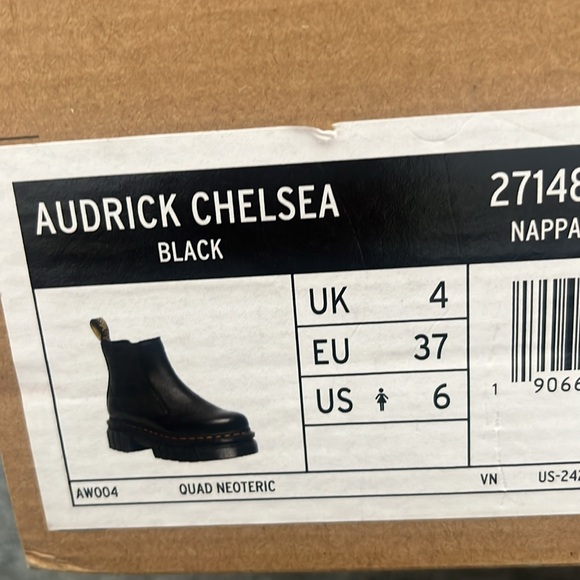 AUDRICK CHELSEA
BLACK
27148
NAPPA
UK 4
EU 37
US 6
1 9066
AW004 QUAD NEOTERIC VN US-242